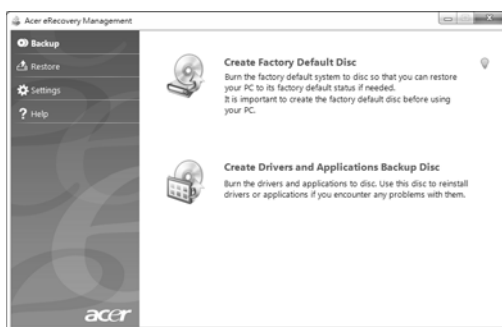 Acer eRecovery Management
Backup
Restore
Settings
? Help
Create Factory Default Disc
Burn the factory default system to disc so that you can restore
your PC to its factory default status if needed.
It is important to create the factory default disc before using
your PC.
Create Drivers and Applications Backup Disc
Burn the drivers and applications to disc. Use this disc to reinstall
drivers or applications if you encounter any problems with them.
acer